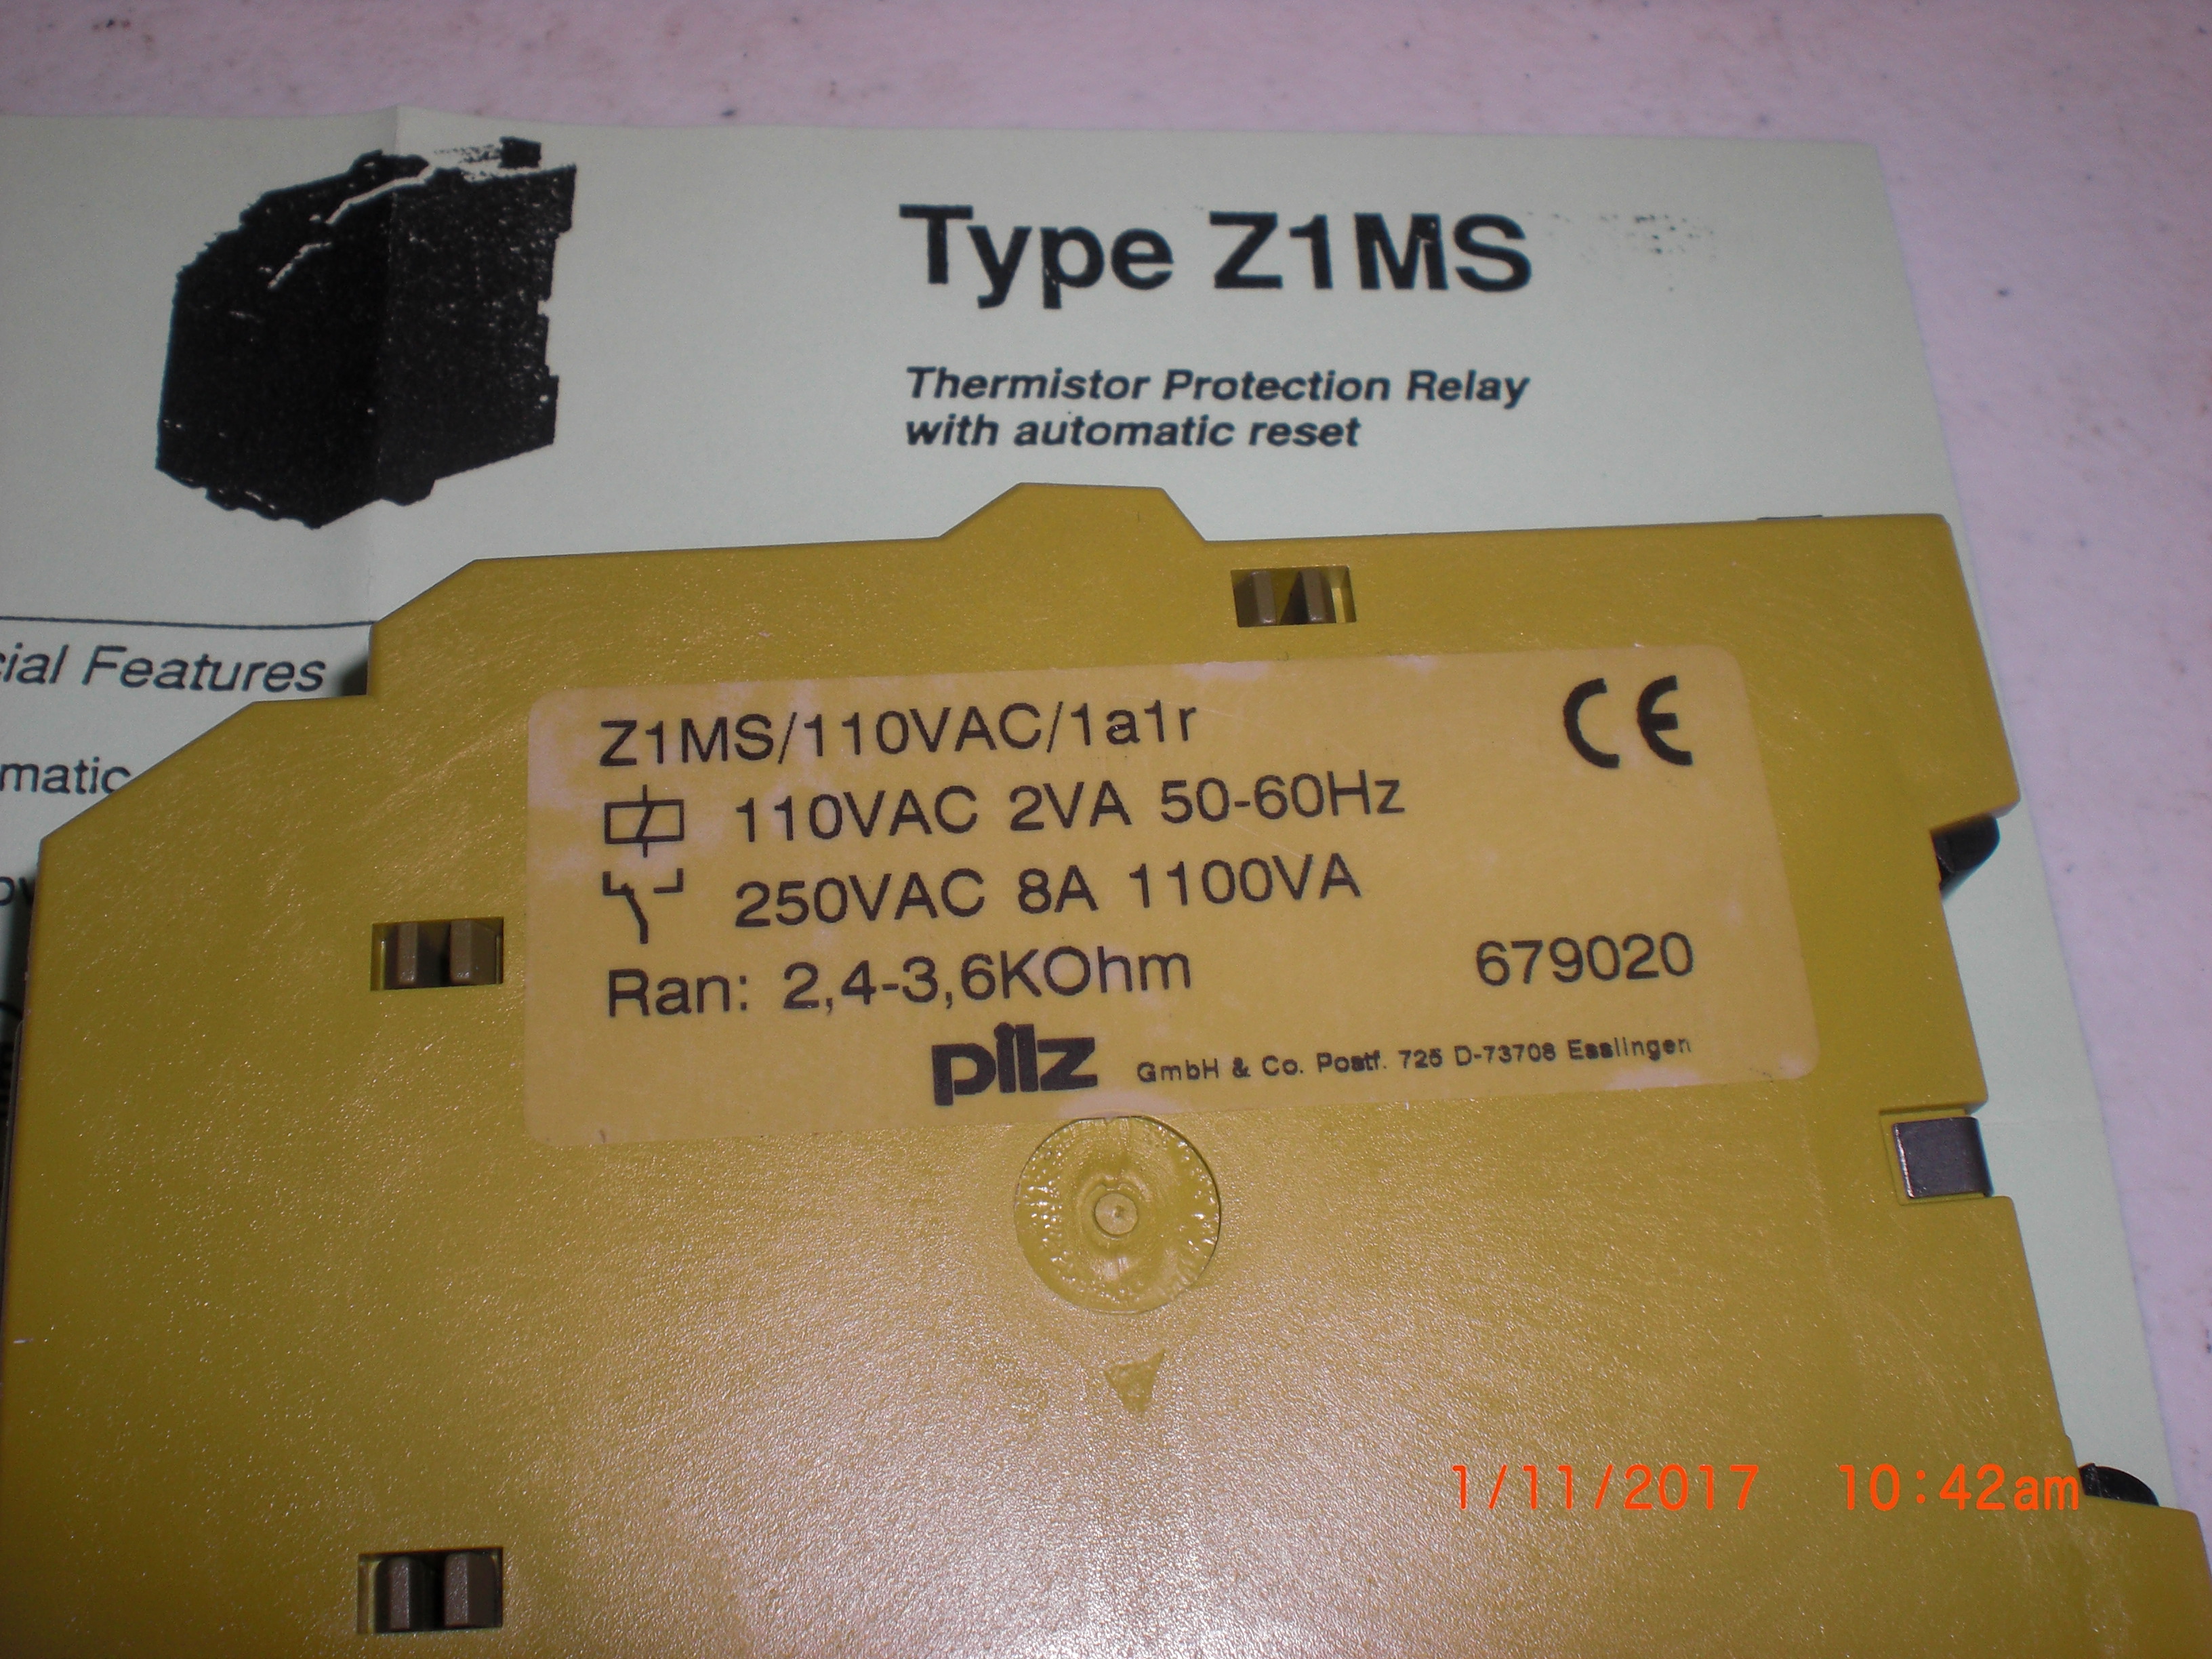 Type Z1MS
Thermistor Protection Relay
with automatic reset
cial Features
matic
Z1MS/110VAC/1a1r
CE
110VAC 2VA 50-60Hz
250VAC 8A 1100VA
Ran: 2,4-3,6KOhm
679020
pilz GmbH & Co. Postf. 725 D-73708 Esslingen
1/11/2017 10:42am